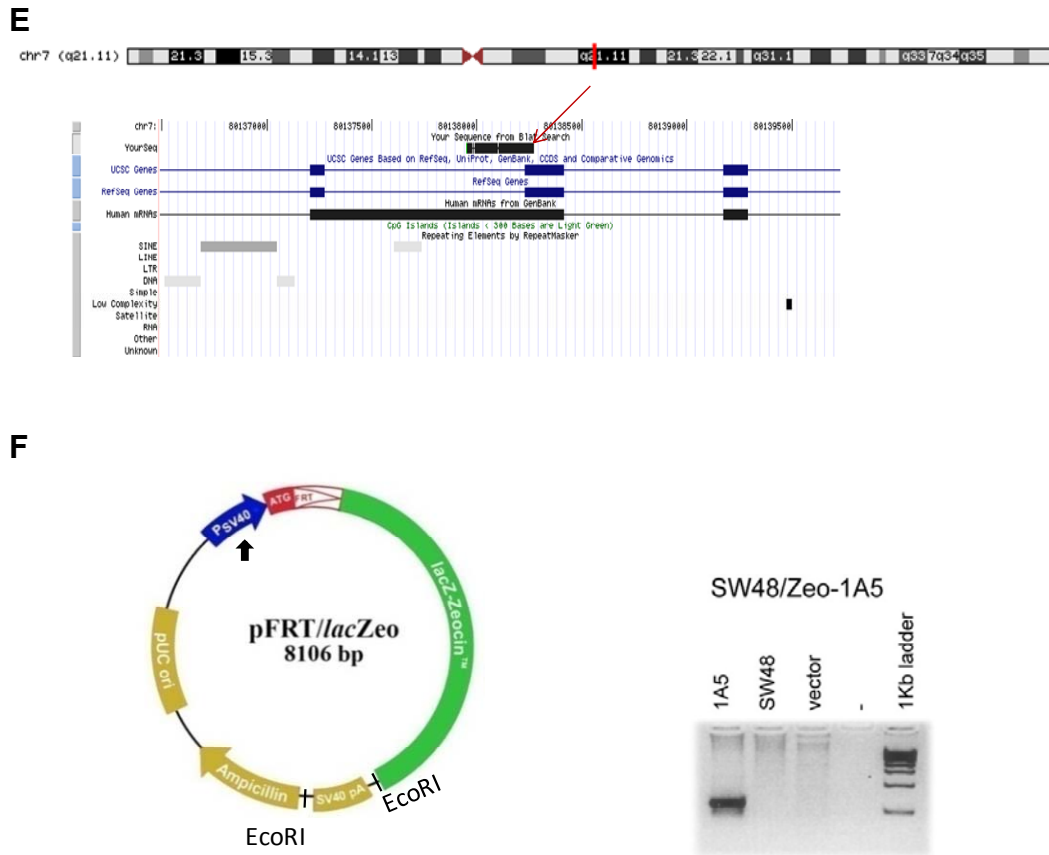 E
chr7 (q21.11) 21.3 15.3 14.1 13 q21.11 21.3 22.1 q31.1 q33 7q34 q35
chr7: 80137000| 80137500| 80138000| 80138500| 80139000| 80139500|
Your Sequence from Blat Search
YourSeq
UCSC Genes Based on RefSeq, UniProt, GenBank, CCDS and Comparative Genomics
UCSC Genes
RefSeq Genes
RefSeq Genes
Human mRNAs from GenBank
Human mRNAs
CpG Islands (Islands < 300 Bases are Light Green)
Repeating Elements by RepeatMasker
SINE
LINE
LTR
DNA
Simple
Low Complexity
Satellite
RNA
Other
Unknown
F
PSV40
ATG
FRT
lacZ-Zeocin™
pFRT/lacZeo
8106 bp
pUC ori
Ampicillin
SV40 pA
EcoRI
EcoRI
SW48/Zeo-1A5
1A5
SW48
vector
-
1Kb ladder